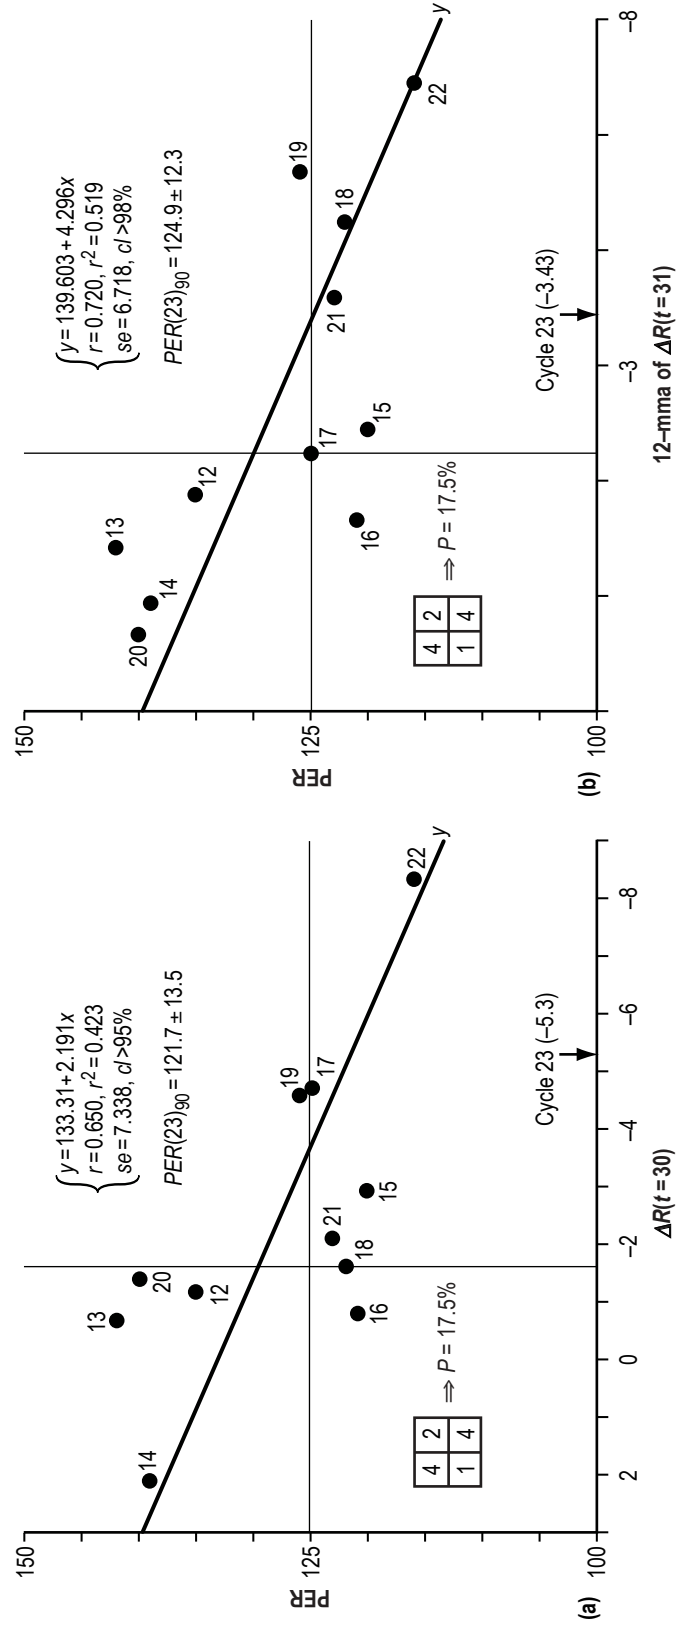 150
125
100
PER
(a)
y = 133.31+2.191x
r = 0.650, r² = 0.423
se = 7.338, cl >95%
PER(23)₉₀ = 121.7 ± 13.5
14
13
20
12
16
18
21
15
19
17
22
y
4 2
1 4
⇒ P = 17.5%
Cycle 23 (–5.3)
2 0 –2 –4 –6 –8
ΔR(t = 30)
150
125
100
PER
(b)
y = 139.603 + 4.296x
r = 0.720, r² = 0.519
se = 6.718, cl >98%
PER(23)₉₀ = 124.9 ± 12.3
20
14
13
12
16
17
15
21
18
19
22
y
4 2
1 4
⇒ P = 17.5%
Cycle 23 (–3.43)
–3 –8
12–mma of ΔR(t = 31)